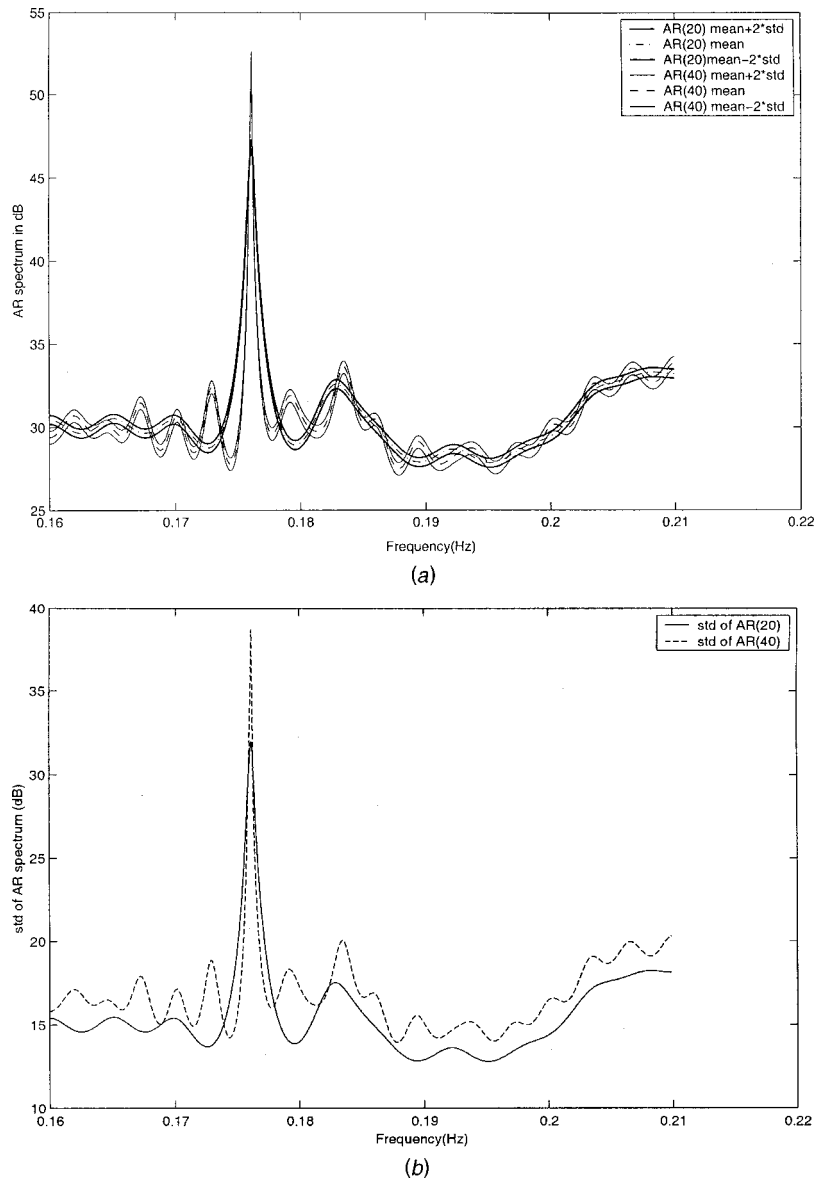 55
50
45
40
35
30
25
AR spectrum in dB
AR(20) mean+2*std
AR(20) mean
AR(20)mean-2*std
AR(40) mean+2*std
AR(40) mean
AR(40) mean-2*std
0.16 0.17 0.18 0.19 0.2 0.21 0.22
Frequency(Hz)
(a)
40
35
30
25
20
15
10
std of AR spectrum (dB)
std of AR(20)
std of AR(40)
0.16 0.17 0.18 0.19 0.2 0.21 0.22
Frequency(Hz)
(b)